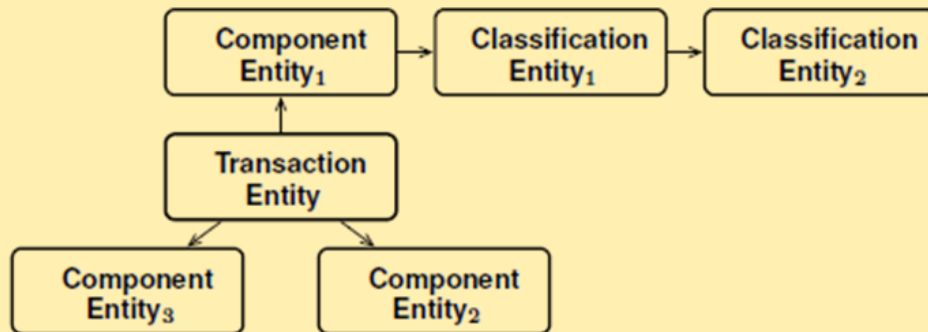 Component
Entity₁
Classification
Entity₁
Classification
Entity₂
Transaction
Entity
Component
Entity₃
Component
Entity₂